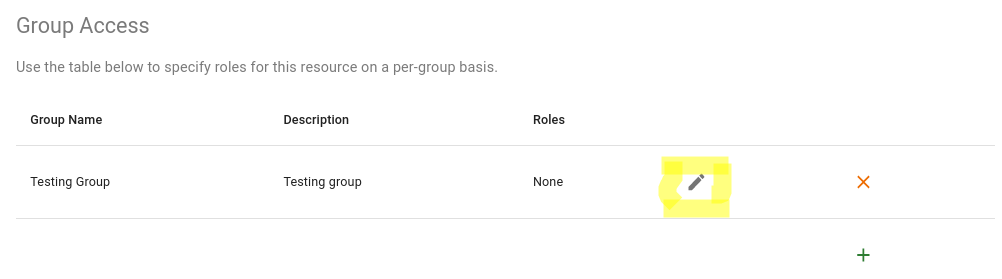 Group Access
Use the table below to specify roles for this resource on a per-group basis.
Group Name Description Roles
Testing Group Testing group None